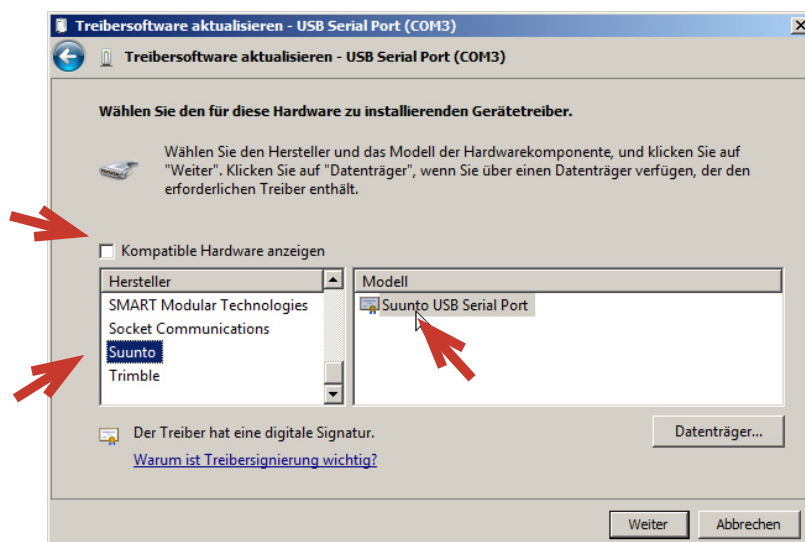 Treibersoftware aktualisieren - USB Serial Port (COM3)
Treibersoftware aktualisieren - USB Serial Port (COM3)
Wählen Sie den für diese Hardware zu installierenden Gerätetreiber.
Wählen Sie den Hersteller und das Modell der Hardwarekomponente, und klicken Sie auf
"Weiter". Klicken Sie auf "Datenträger", wenn Sie über einen Datenträger verfügen, der den
erforderlichen Treiber enthält.
Kompatible Hardware anzeigen
Hersteller
SMART Modular Technologies
Socket Communications
Suunto
Trimble
Modell
Suunto USB Serial Port
Der Treiber hat eine digitale Signatur.
Warum ist Treibersignierung wichtig?
Datenträger...
Weiter
Abbrechen